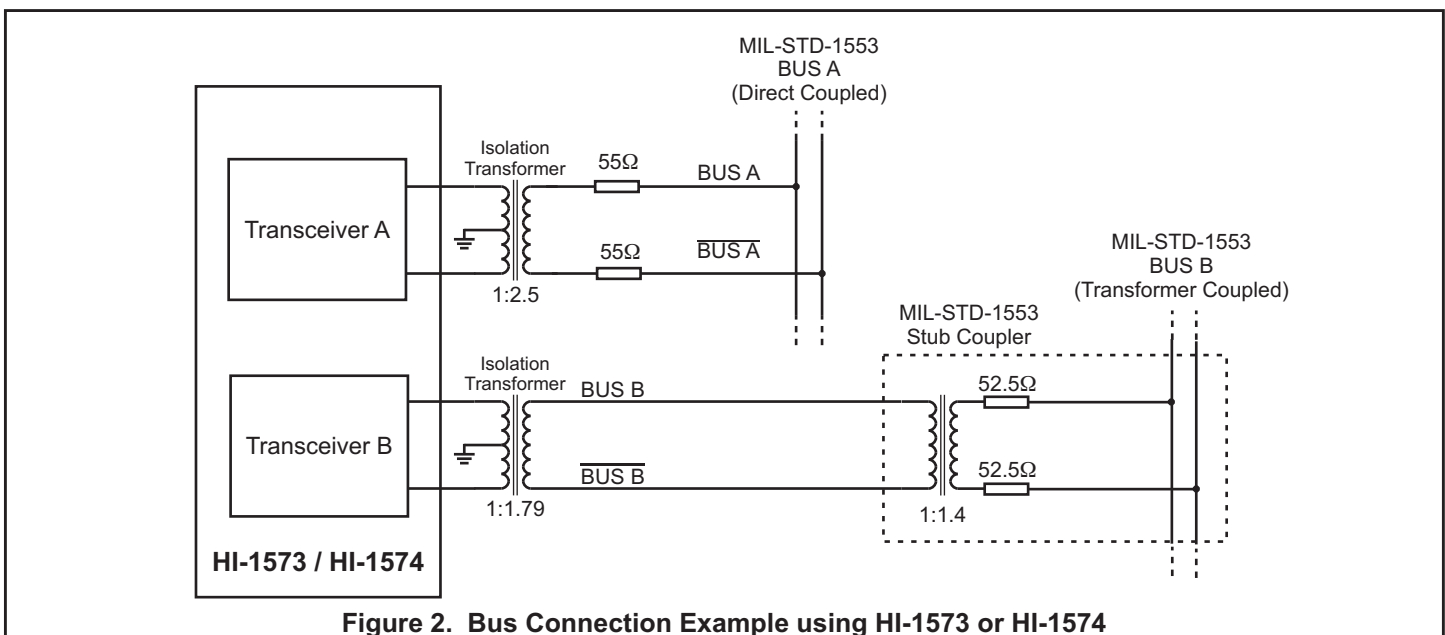 MIL-STD-1553
BUS A
(Direct Coupled)
Isolation
Transformer
55Ω
BUS A
Transceiver A
55Ω
BUS A
1:2.5
MIL-STD-1553
BUS B
(Transformer Coupled)
MIL-STD-1553
Stub Coupler
Isolation
Transformer
BUS B
52.5Ω
Transceiver B
BUS B
52.5Ω
1:1.79
1:1.4
HI-1573 / HI-1574
Figure 2. Bus Connection Example using HI-1573 or HI-1574